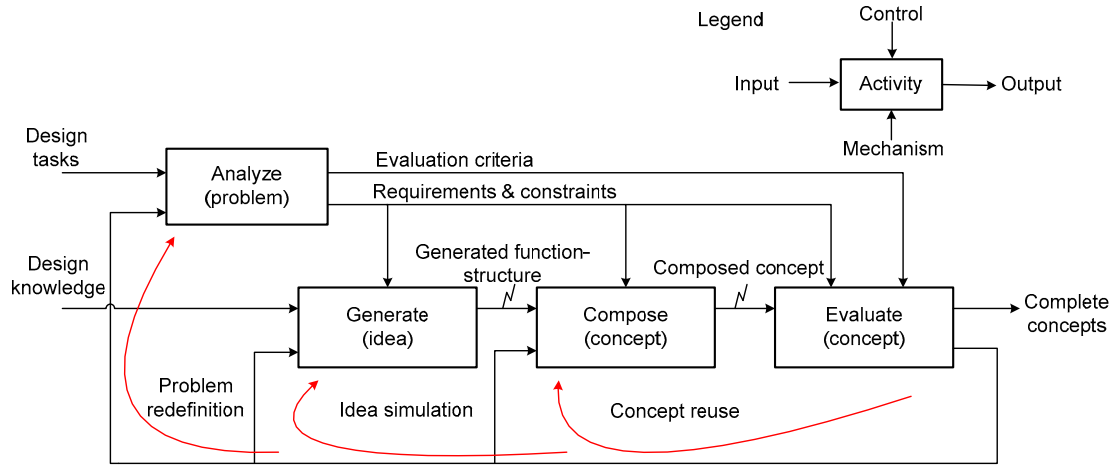 Legend
Control
Input
Activity
Output
Mechanism
Design
tasks
Analyze
(problem)
Evaluation criteria
Requirements & constraints
Design
knowledge
Generated function-
structure
Composed concept
Generate
(idea)
Compose
(concept)
Evaluate
(concept)
Complete
concepts
Problem
redefinition
Idea simulation
Concept reuse